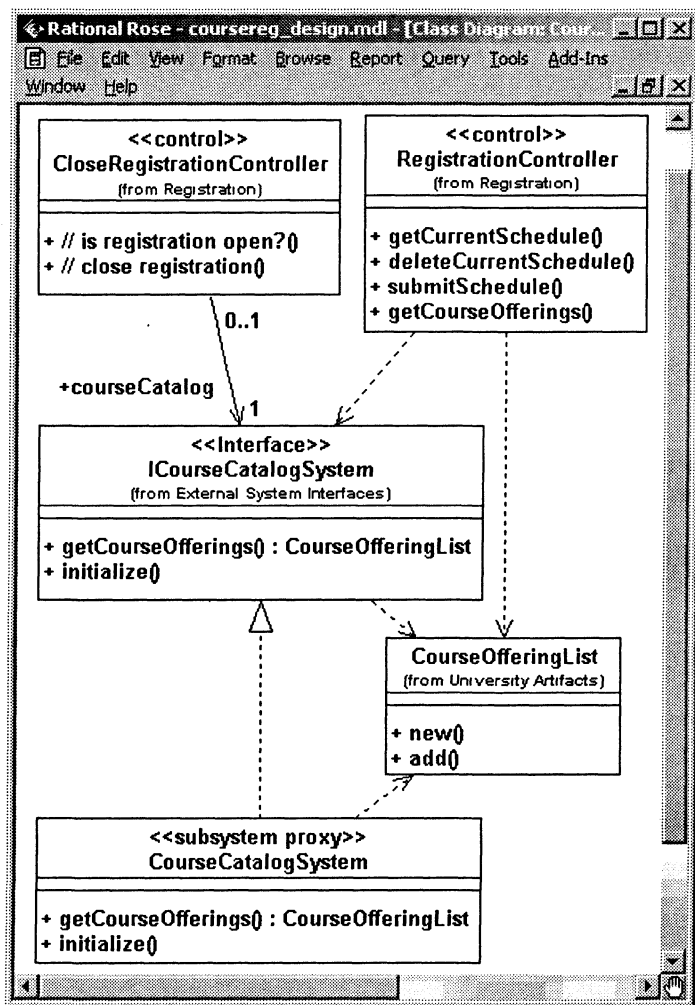 Rational Rose - coursereg_design.mdl - [Class Diagram: Cour...
File Edit View Format Browse Report Query Tools Add-Ins
Window Help
<<control>>
CloseRegistrationController
(from Registration)
+ // is registration open?()
+ // close registration()
<<control>>
RegistrationController
(from Registration)
+ getCurrentSchedule()
+ deleteCurrentSchedule()
+ submitSchedule()
+ getCourseOfferings()
0..1
+courseCatalog
1
<<Interface>>
ICourseCatalogSystem
(from External System Interfaces)
+ getCourseOfferings() : CourseOfferingList
+ initialize()
CourseOfferingList
(from University Artifacts)
+ new()
+ add()
<<subsystem proxy>>
CourseCatalogSystem
+ getCourseOfferings() : CourseOfferingList
+ initialize()